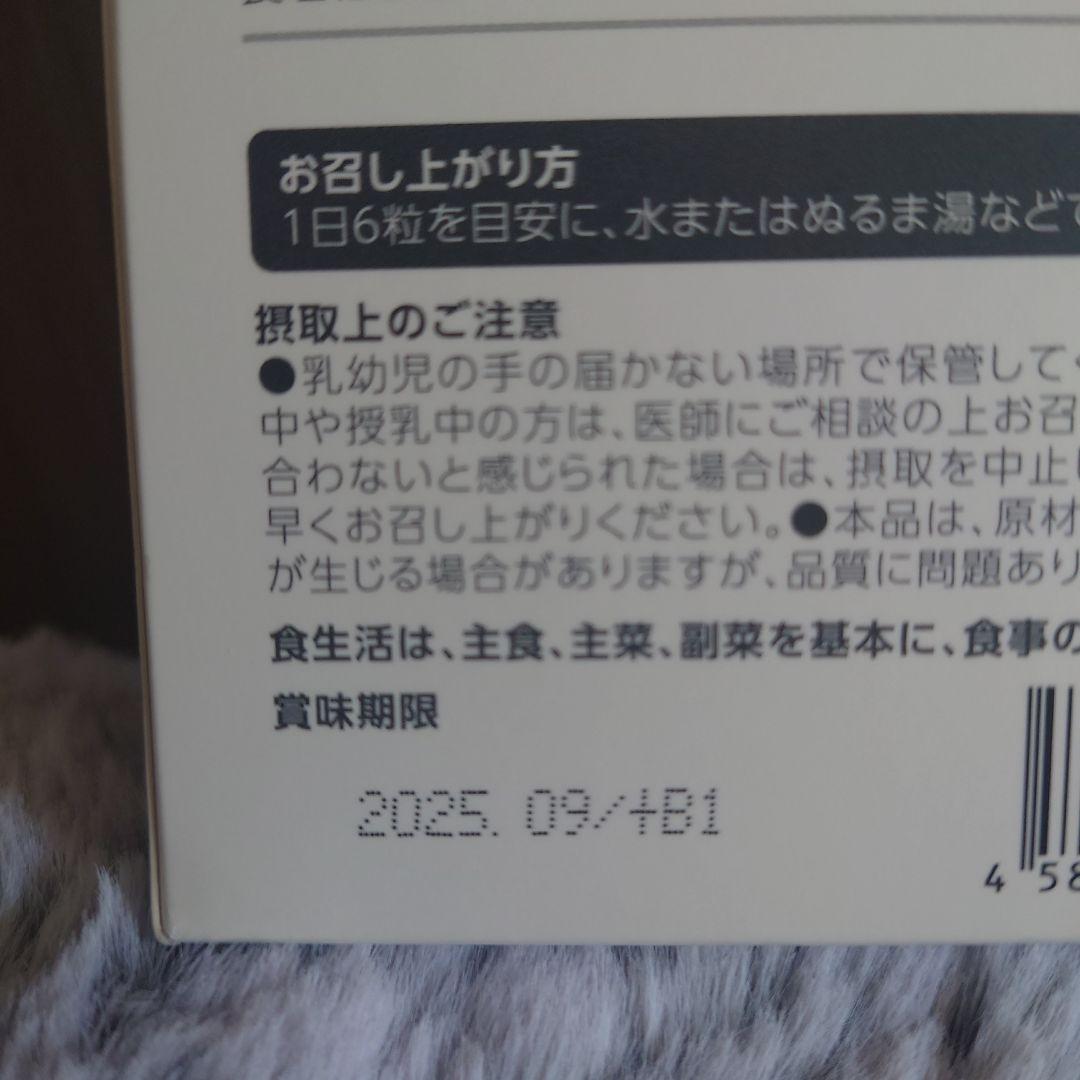 お召し上がり方
1日6粒を目安に、水またはぬるま湯などで
摂取上のご注意
●乳幼児の手の届かない場所で保管して
中や授乳中の方は、医師にご相談の上お召
合わないと感じられた場合は、摂取を中止
早くお召し上がりください。●本品は、原材
が生じる場合がありますが、品質に問題あり
食生活は、主食、主菜、副菜を基本に、食事の
賞味期限
2025. 09/4B1
4 58